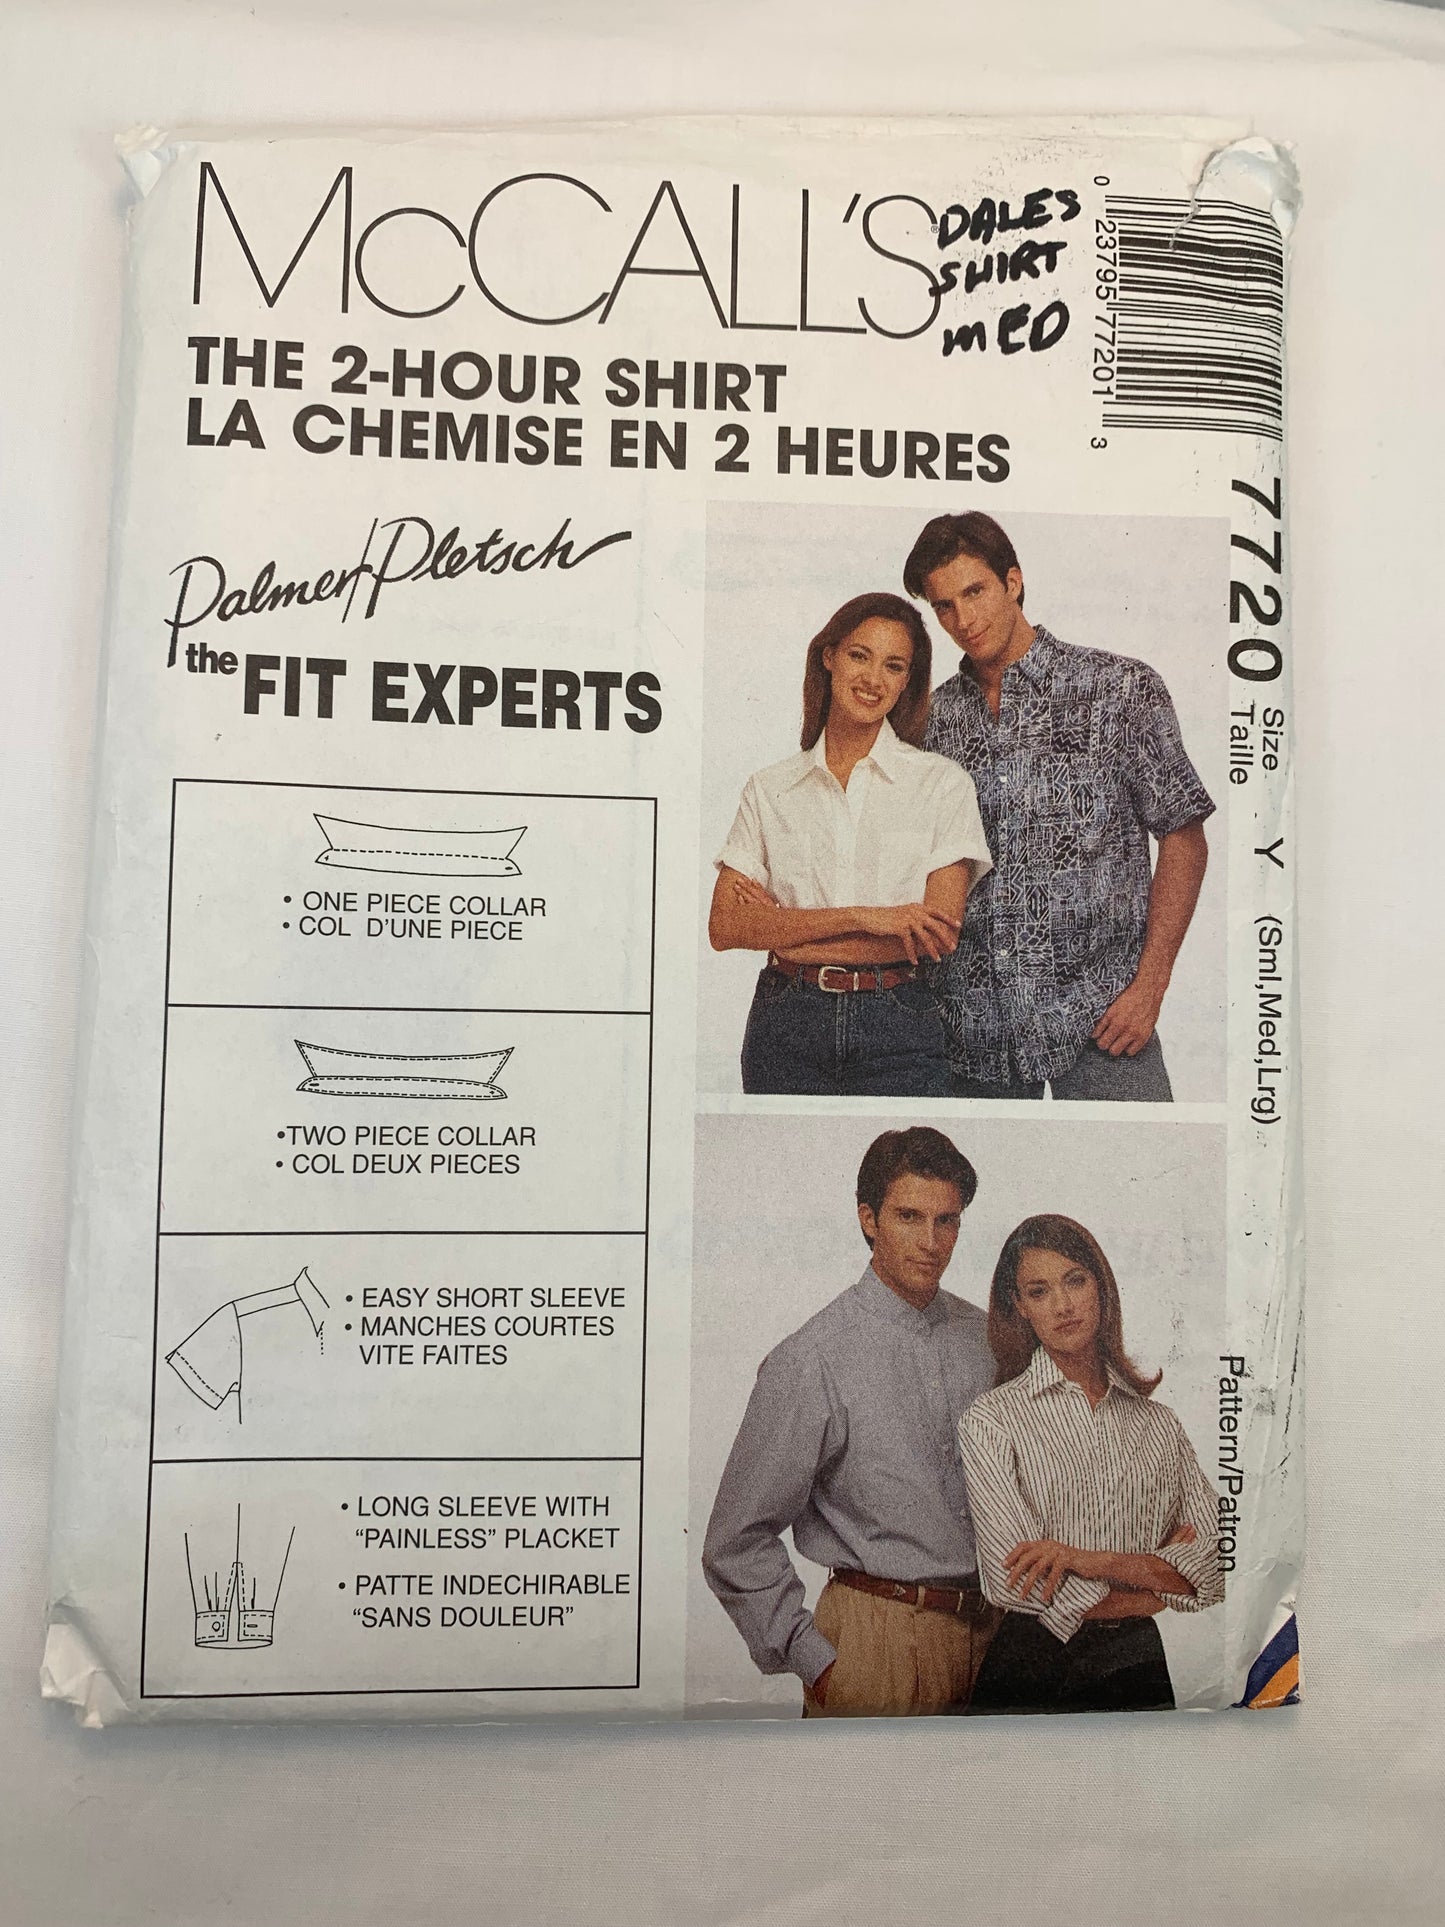 McCALL'S®
DALES
SHIRT
MED
0 23795 77201 3
THE 2-HOUR SHIRT
LA CHEMISE EN 2 HEURES
Palmer/Pletsch
the FIT EXPERTS
7720 Size Y (Sml,Med,Lrg) Pattern/Patron
Taille
• ONE PIECE COLLAR
• COL D'UNE PIECE
•TWO PIECE COLLAR
• COL DEUX PIECES
• EASY SHORT SLEEVE
• MANCHES COURTES
VITE FAITES
• LONG SLEEVE WITH
"PAINLESS" PLACKET
• PATTE INDECHIRABLE
"SANS DOULEUR"